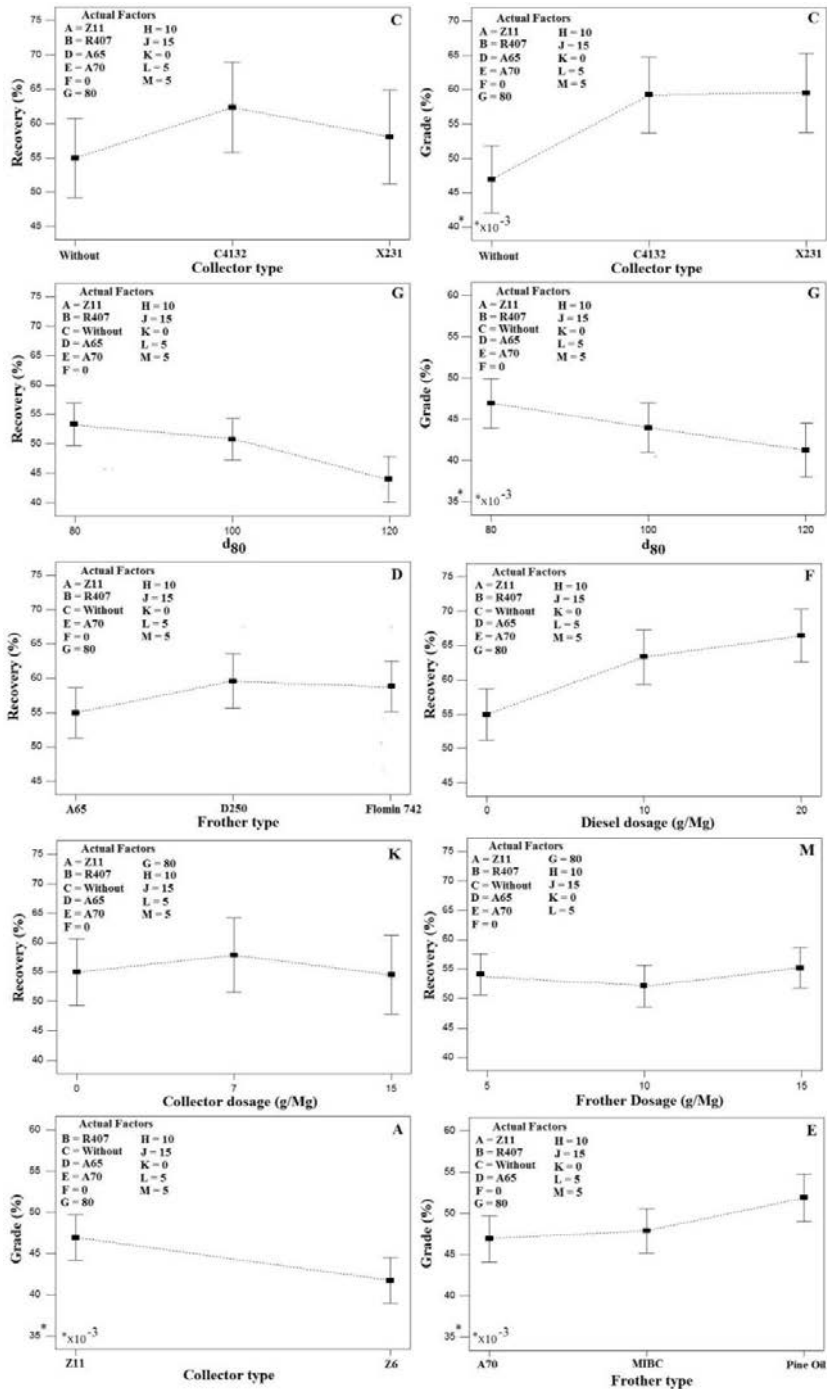 C
Actual Factors
A = Z11 H = 10
B = R407 J = 15
D = A65 K = 0
E = A70 L = 5
F = 0 M = 5
G = 80
Recovery (%)
75
70
65
60
55
50
45
Without C4132 X231
Collector type
C
Actual Factors
A = Z11 H = 10
B = R407 J = 15
D = A65 K = 0
E = A70 L = 5
F = 0 M = 5
G = 80
Grade (%)
70
65
60
55
50
45
40
* *x10-3
Without C4132 X231
Collector type
G
Actual Factors
A = Z11 H = 10
B = R407 J = 15
C = Without K = 0
D = A65 L = 5
E = A70 M = 5
F = 0
Recovery (%)
75
70
65
60
55
50
45
40
80 100 120
d80
G
Actual Factors
A = Z11 H = 10
B = R407 J = 15
C = Without K = 0
D = A65 L = 5
E = A70 M = 5
F = 0
Grade (%)
60
55
50
45
40
35
* *x10-3
80 100 120
d80
D
Actual Factors
A = Z11 H = 10
B = R407 J = 15
C = Without K = 0
E = A70 L = 5
F = 0 M = 5
G = 80
Recovery (%)
75
70
65
60
55
50
45
A65 D250 Flomin 742
Frother type
F
Actual Factors
A = Z11 H = 10
B = R407 J = 15
C = Without K = 0
D = A65 L = 5
E = A70 M = 5
G = 80
Recovery (%)
75
70
65
60
55
50
45
0 10 20
Diesel dosage (g/Mg)
K
Actual Factors
A = Z11 G = 80
B = R407 H = 10
C = Without J = 15
D = A65 L = 5
E = A70 M = 5
F = 0
Recovery (%)
75
70
65
60
55
50
45
40
0 7 15
Collector dosage (g/Mg)
M
Actual Factors
A = Z11 G = 80
B = R407 H = 10
C = Without J = 15
D = A65 K = 0
E = A70 L = 5
F = 0
Recovery (%)
75
70
65
60
55
50
45
40
5 10 15
Frother Dosage (g/Mg)
A
Actual Factors
B = R407 H = 10
C = Without J = 15
D = A65 K = 0
E = A70 L = 5
F = 0 M = 5
G = 80
Grade (%)
60
55
50
45
40
35
* *x10-3
Z11 Z6
Collector type
E
Actual Factors
A = Z11 H = 10
B = R407 J = 15
C = Without K = 0
D = A65 L = 5
F = 0 M = 5
G = 80
Grade (%)
60
55
50
45
40
35
* *x10-3
A70 MIBC Pine Oil
Frother type